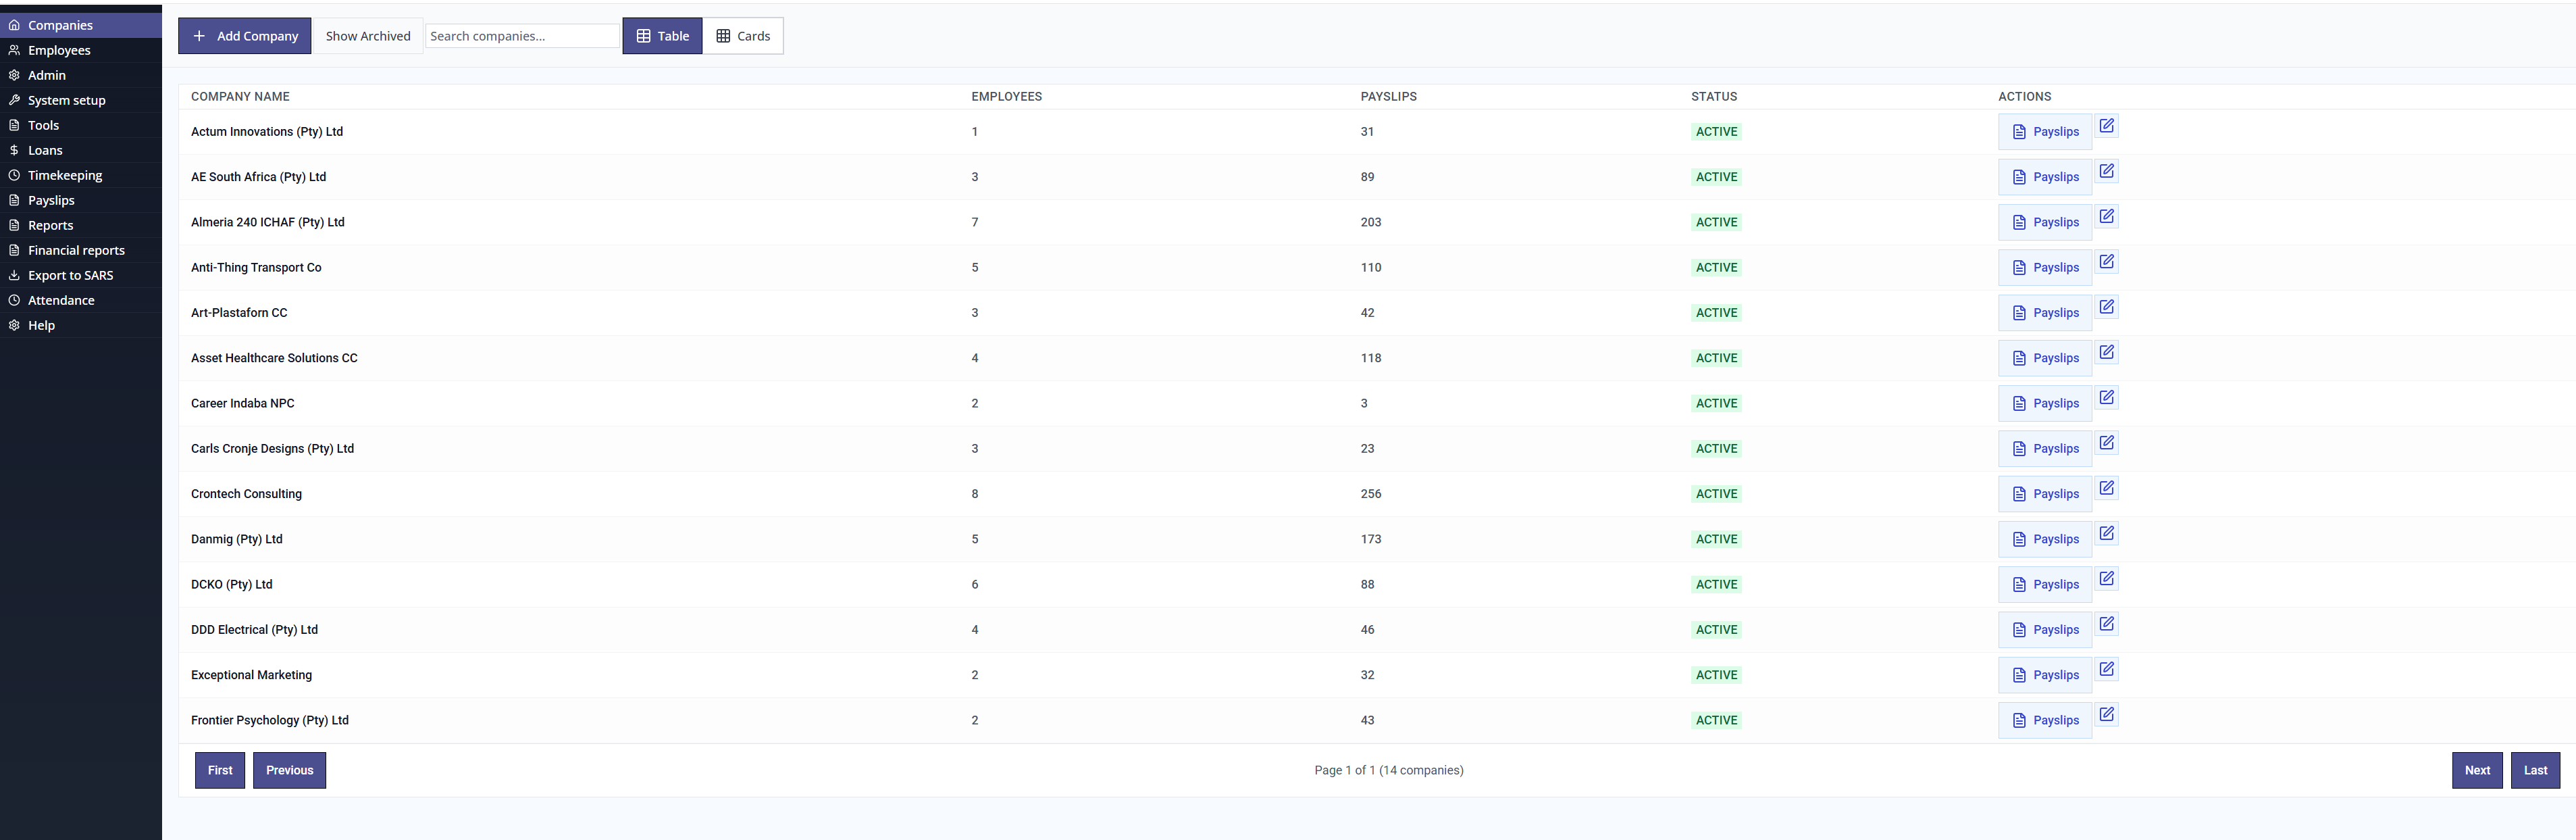 Companies
Employees
Admin
System setup
Tools
Loans
Timekeeping
Payslips
Reports
Financial reports
Export to SARS
Attendance
Help
Add Company Show Archived Search companies... Table Cards
COMPANY NAME EMPLOYEES PAYSLIPS STATUS ACTIONS
Actum Innovations (Pty) Ltd 1 31 ACTIVE Payslips
AE South Africa (Pty) Ltd 3 89 ACTIVE Payslips
Almeria 240 ICHAF (Pty) Ltd 7 203 ACTIVE Payslips
Anti-Thing Transport Co 5 110 ACTIVE Payslips
Art-Plastaforn CC 3 42 ACTIVE Payslips
Asset Healthcare Solutions CC 4 118 ACTIVE Payslips
Career Indaba NPC 2 3 ACTIVE Payslips
Carls Cronje Designs (Pty) Ltd 3 23 ACTIVE Payslips
Crontech Consulting 8 256 ACTIVE Payslips
Danmig (Pty) Ltd 5 173 ACTIVE Payslips
DCKO (Pty) Ltd 6 88 ACTIVE Payslips
DDD Electrical (Pty) Ltd 4 46 ACTIVE Payslips
Exceptional Marketing 2 32 ACTIVE Payslips
Frontier Psychology (Pty) Ltd 2 43 ACTIVE Payslips
First Previous Page 1 of 1 (14 companies) Next Last